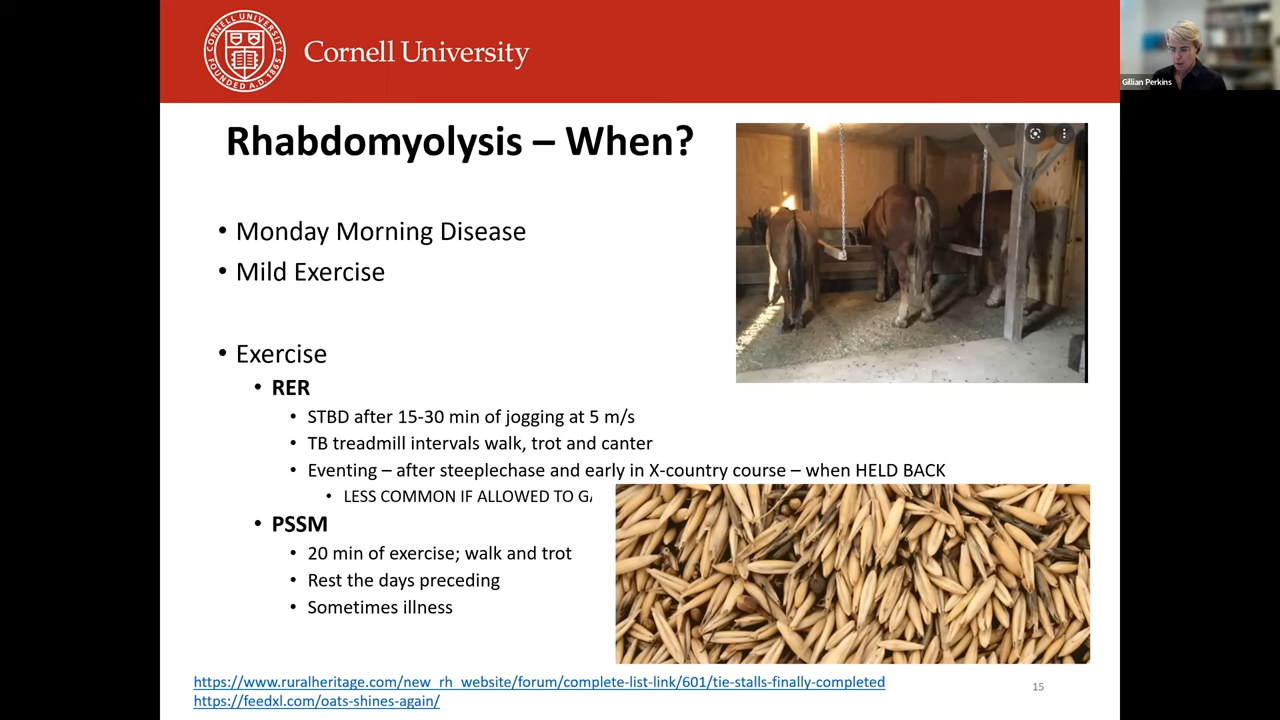 CORNELL UNIVERSITY
FOUNDED A.D. 1865
Cornell University
Gillian Perkins
Rhabdomyolysis – When?
• Monday Morning Disease
• Mild Exercise
• Exercise
• RER
• STBD after 15-30 min of jogging at 5 m/s
• TB treadmill intervals walk, trot and canter
• Eventing – after steeplechase and early in X-country course – when HELD BACK
• LESS COMMON IF ALLOWED TO
• PSSM
• 20 min of exercise; walk and trot
• Rest the days preceding
• Sometimes illness
https://www.ruralheritage.com/new_rh_website/forum/complete-list-link/601/tie-stalls-finally-completed
https://feedxl.com/oats-shines-again/
15